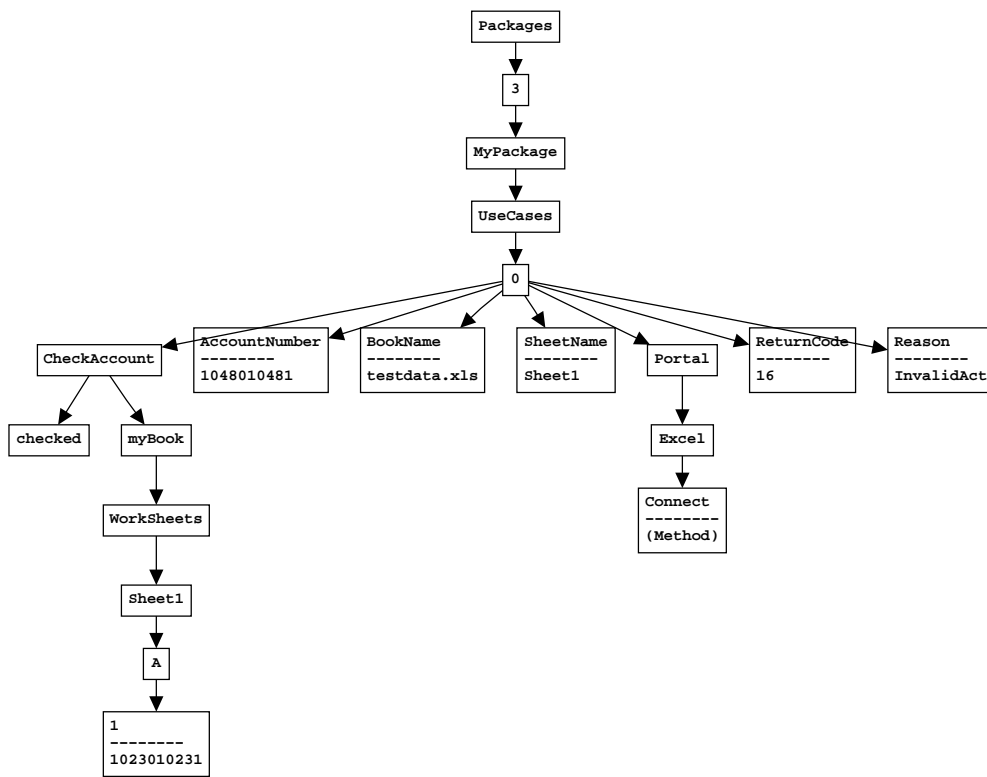 Packages
3
MyPackage
UseCases
0
CheckAccount
AccountNumber
--------
1048010481
BookName
--------
testdata.xls
SheetName
--------
Sheet1
Portal
ReturnCode
--------
16
Reason
--------
InvalidAct
checked
myBook
Excel
WorkSheets
Connect
--------
(Method)
Sheet1
A
1
--------
1023010231